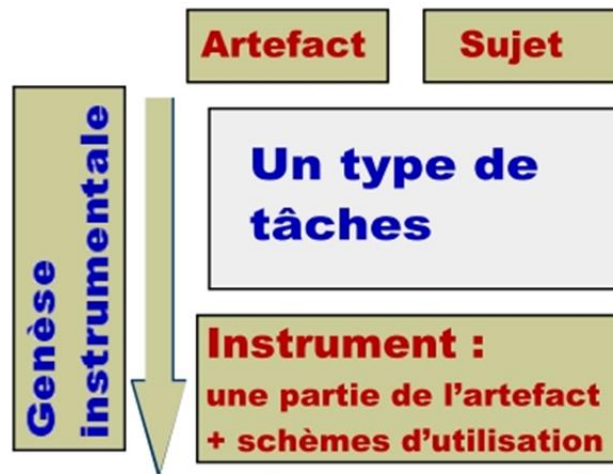 Artefact
Sujet
Genèse
instrumentale
Un type de
tâches
Instrument :
une partie de l'artefact
+ schèmes d'utilisation